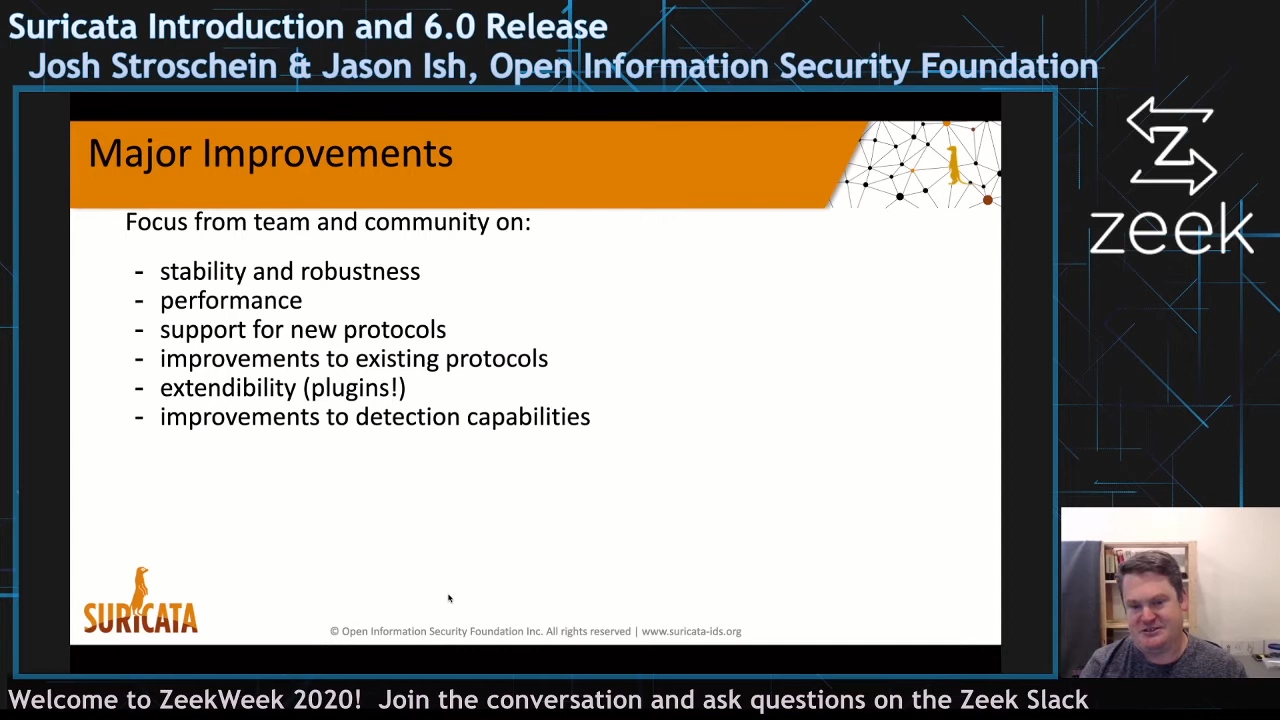 Suricata Introduction and 6.0 Release
Josh Stroschein & Jason Ish, Open Information Security Foundation
Major Improvements
Focus from team and community on:
- stability and robustness
- performance
- support for new protocols
- improvements to existing protocols
- extendibility (plugins!)
- improvements to detection capabilities
Z
zeek
SURICATA
© Open Information Security Foundation Inc. All rights reserved | www.suricata-ids.org
Welcome to ZeekWeek 2020! Join the conversation and ask questions on the Zeek Slack